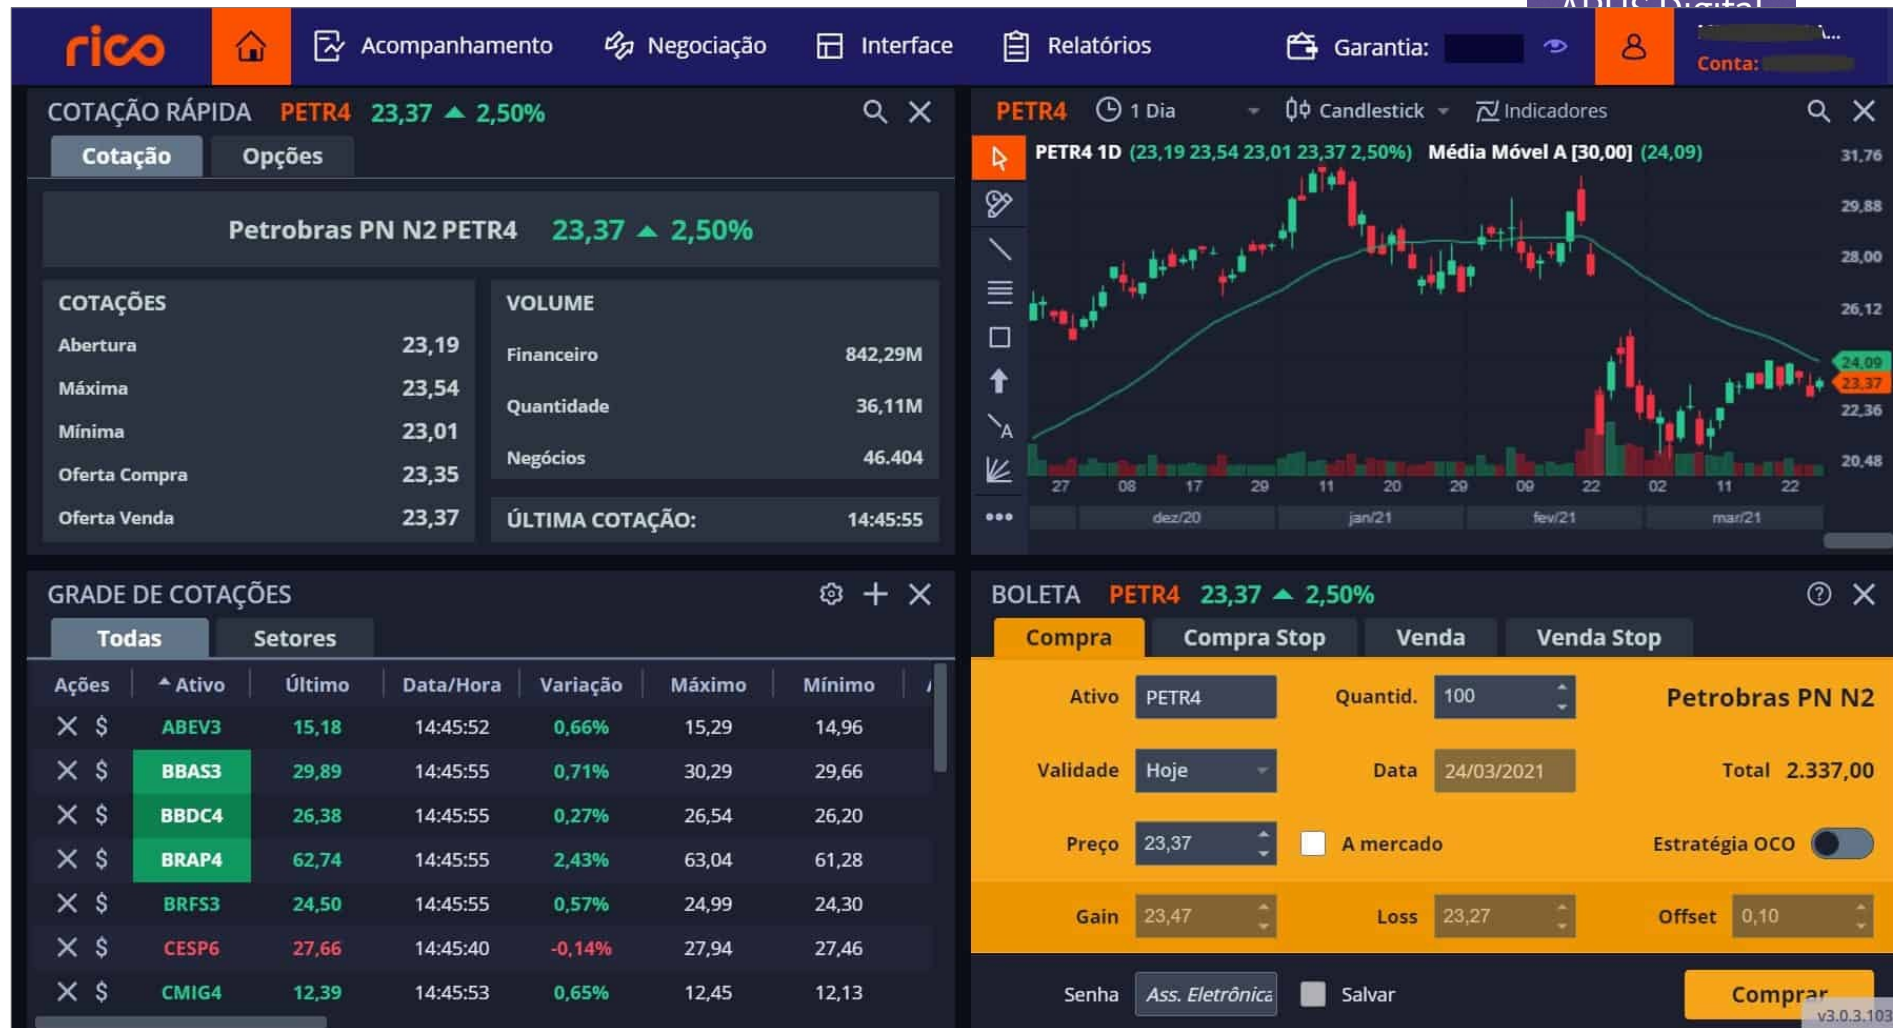 rico Acompanhamento Negociação Interface Relatórios Garantia:
Conta:
COTAÇÃO RÁPIDA PETR4 23,37 2,50%
Cotação Opções
Petrobras PN N2 PETR4 23,37 2,50%
COTAÇÕES
Abertura 23,19
Máxima 23,54
Mínima 23,01
Oferta Compra 23,35
Oferta Venda 23,37
VOLUME
Financeiro 842,29M
Quantidade 36,11M
Negócios 46.404
ÚLTIMA COTAÇÃO: 14:45:55
PETR4 1 Dia Candlestick Indicadores
PETR4 1D (23,19 23,54 23,01 23,37 2,50%) Média Móvel A [30,00] (24,09)
31,76
29,88
28,00
26,12
24,09
23,37
22,36
20,48
A
27 08 17 29 11 20 29 09 22 02 11 22
dez/20 jan/21 fev/21 mar/21
GRADE DE COTAÇÕES
Todas Setores
Ações Ativo Último Data/Hora Variação Máximo Mínimo
ABEV3 15,18 14:45:52 0,66% 15,29 14,96
BBAS3 29,89 14:45:55 0,71% 30,29 29,66
BBDC4 26,38 14:45:55 0,27% 26,54 26,20
BRAP4 62,74 14:45:55 2,43% 63,04 61,28
BRFS3 24,50 14:45:55 0,57% 24,99 24,30
CESP6 27,66 14:45:40 -0,14% 27,94 27,46
CMIG4 12,39 14:45:53 0,65% 12,45 12,13
BOLETA PETR4 23,37 2,50%
Compra Compra Stop Venda Venda Stop
Ativo PETR4 Quantid. 100 Petrobras PN N2
Validade Hoje Data 24/03/2021 Total 2.337,00
Preço 23,37 A mercado Estratégia OCO
Gain 23,47 Loss 23,27 Offset 0,10
Senha Ass. Eletrônica Salvar Comprar
v3.0.3.103